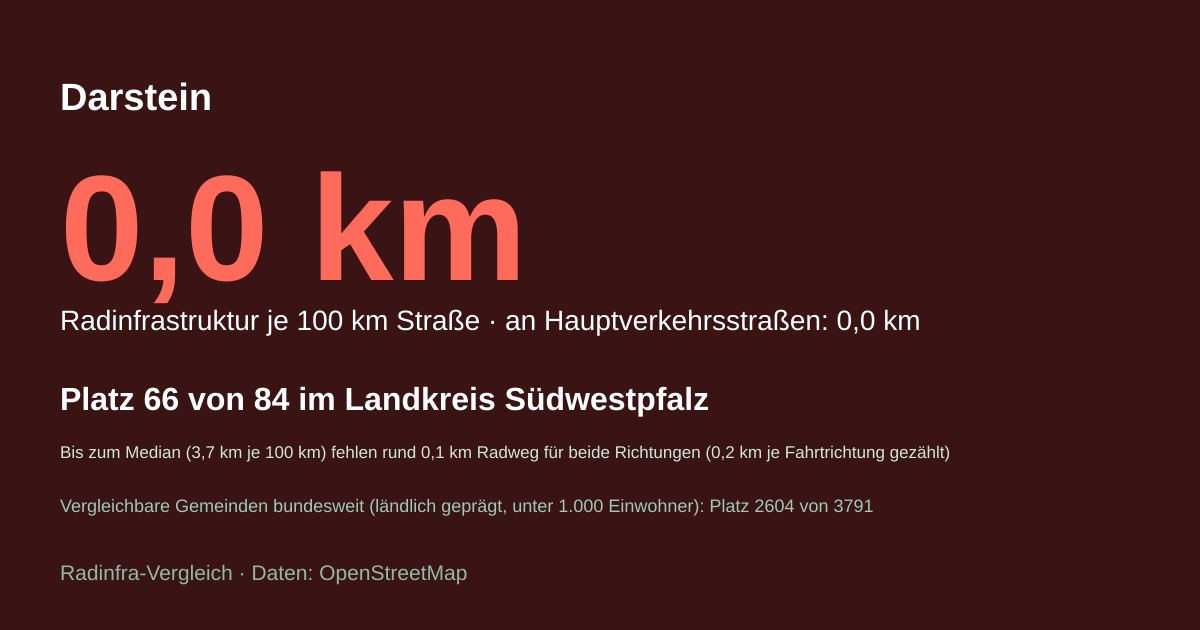 Darstein
0,0 km
Radinfrastruktur je 100 km Straße · an Hauptverkehrsstraßen: 0,0 km
Platz 66 von 84 im Landkreis Südwestpfalz
Bis zum Median (3,7 km je 100 km) fehlen rund 0,1 km Radweg für beide Richtungen (0,2 km je Fahrtrichtung gezählt)
Vergleichbare Gemeinden bundesweit (ländlich geprägt, unter 1.000 Einwohner): Platz 2604 von 3791
Radinfra-Vergleich · Daten: OpenStreetMap